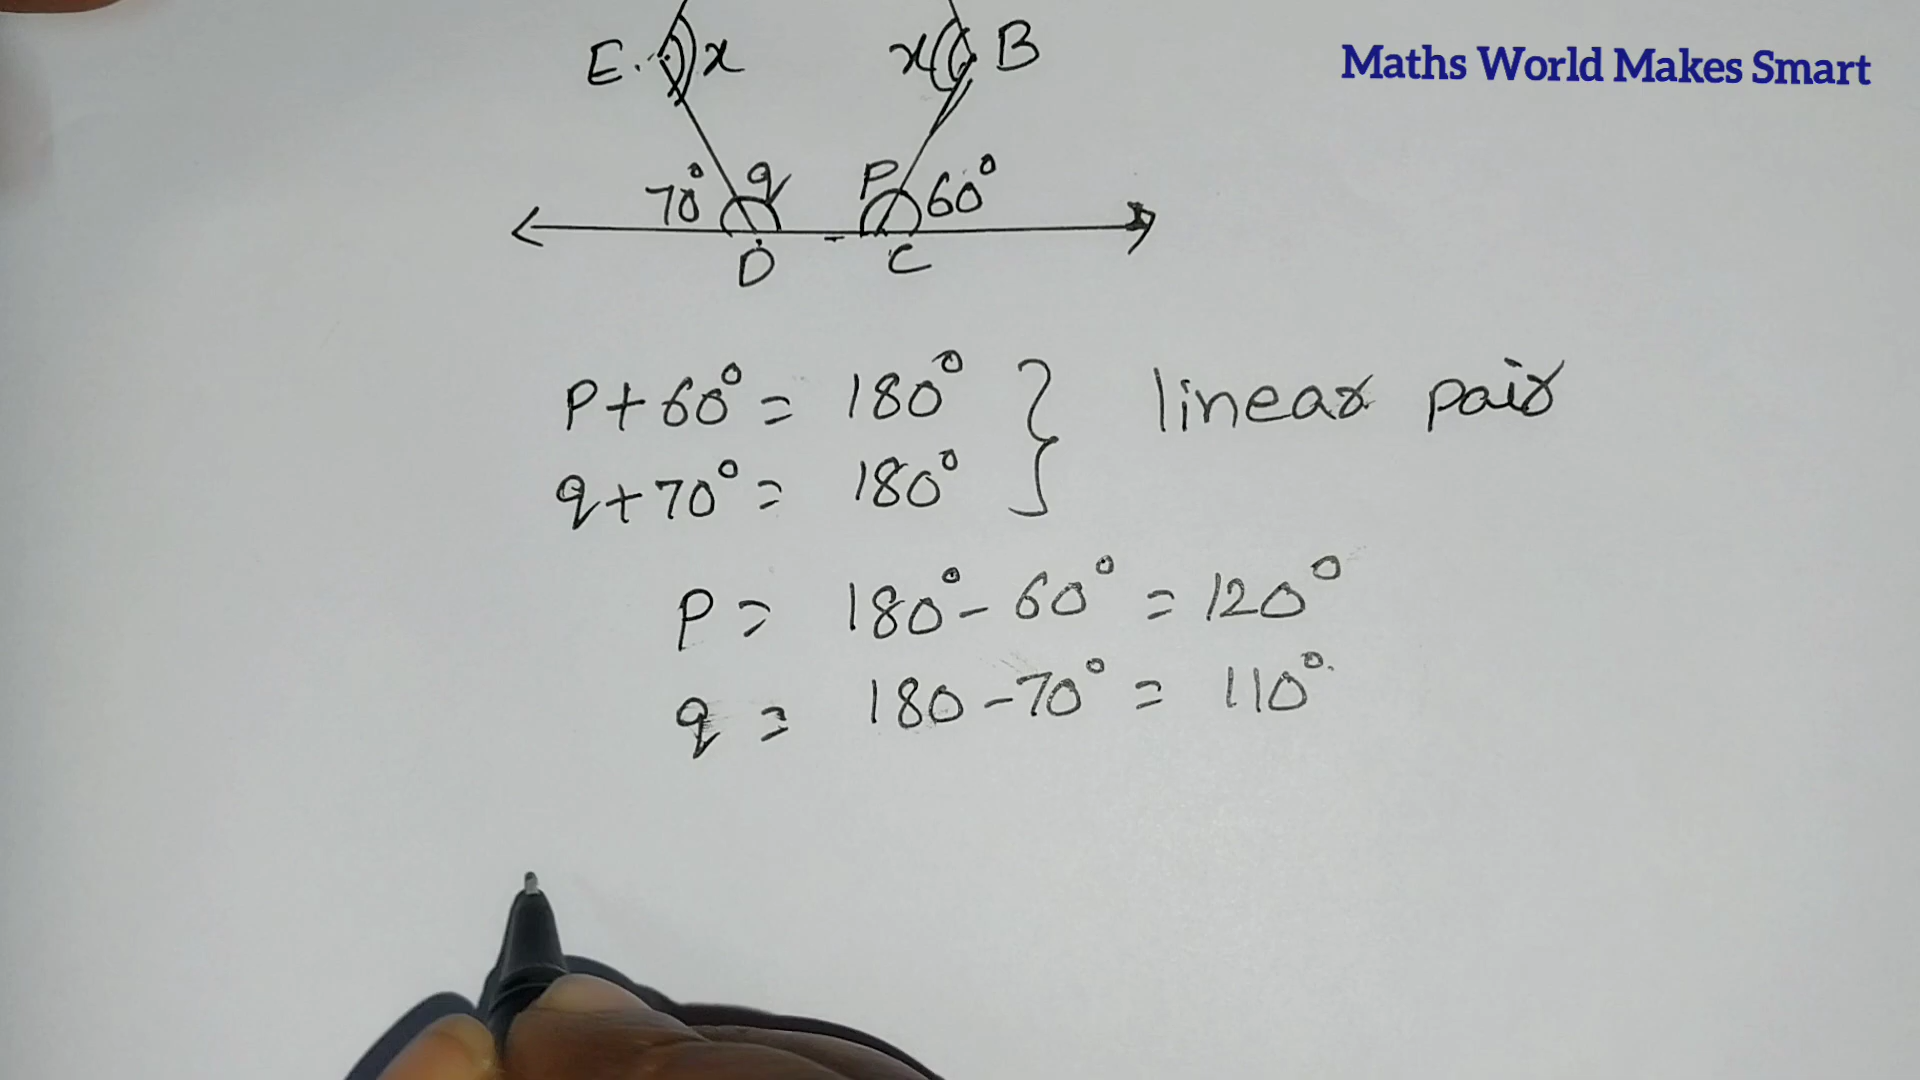 Maths World Makes Smart
E. x x B
70° q P 60°
D C
P + 60° = 180° } linear pair
q + 70° = 180°
P = 180° - 60° = 120°
q = 180 - 70° = 110°.